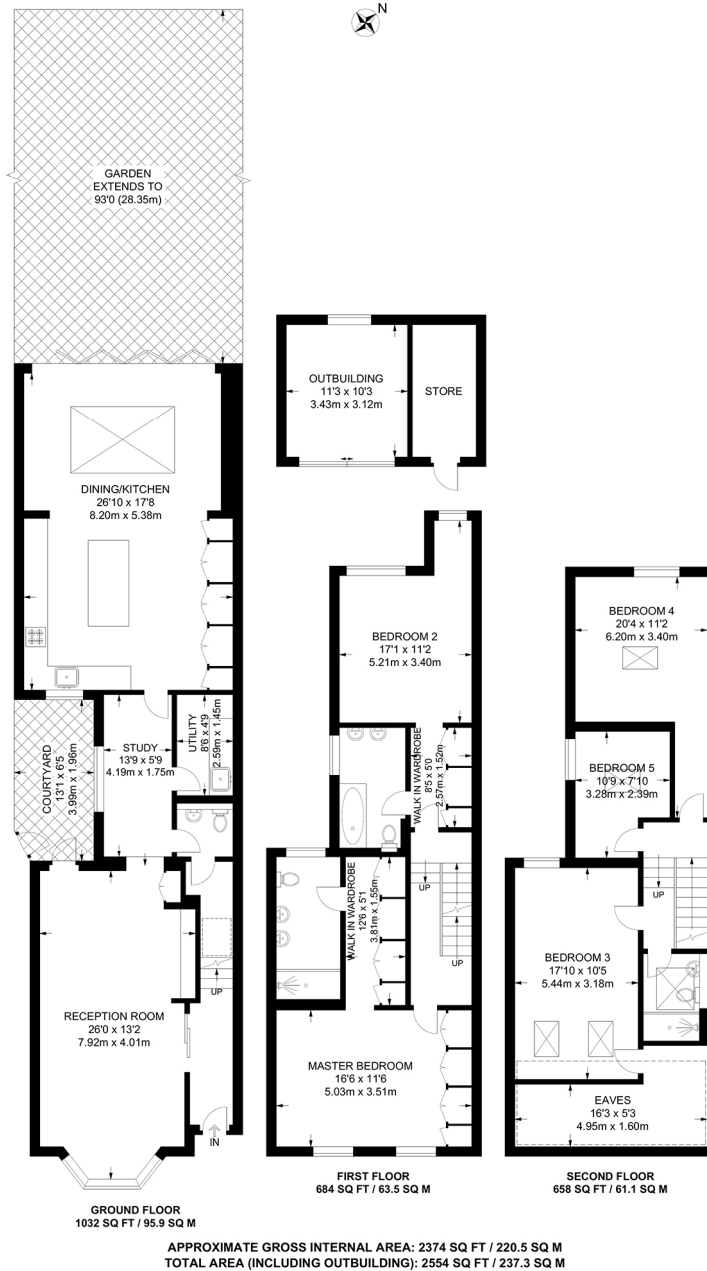 N
GARDEN
EXTENDS TO
93'0 (28.35m)
OUTBUILDING
11'3 x 10'3
3.43m x 3.12m
STORE
DINING/KITCHEN
26'10 x 17'8
8.20m x 5.38m
COURTYARD
13'1 x 6'5
3.99m x 1.96m
STUDY
13'9 x 5'9
4.19m x 1.75m
UTILITY
8'6 x 4'9
2.59m x 1.45m
UP
RECEPTION ROOM
26'0 x 13'2
7.92m x 4.01m
IN
GROUND FLOOR
1032 SQ FT / 95.9 SQ M
BEDROOM 2
17'1 x 11'2
5.21m x 3.40m
WALK IN WARDROBE
8'5 x 5'0
2.57m x 1.52m
WALK IN WARDROBE
12'6 x 5'1
3.81m x 1.55m
UP
UP
MASTER BEDROOM
16'6 x 11'6
5.03m x 3.51m
FIRST FLOOR
684 SQ FT / 63.5 SQ M
BEDROOM 4
20'4 x 11'2
6.20m x 3.40m
BEDROOM 5
10'9 x 7'10
3.28m x 2.39m
UP
BEDROOM 3
17'10 x 10'5
5.44m x 3.18m
EAVES
16'3 x 5'3
4.95m x 1.60m
SECOND FLOOR
658 SQ FT / 61.1 SQ M
APPROXIMATE GROSS INTERNAL AREA: 2374 SQ FT / 220.5 SQ M
TOTAL AREA (INCLUDING OUTBUILDING): 2554 SQ FT / 237.3 SQ M